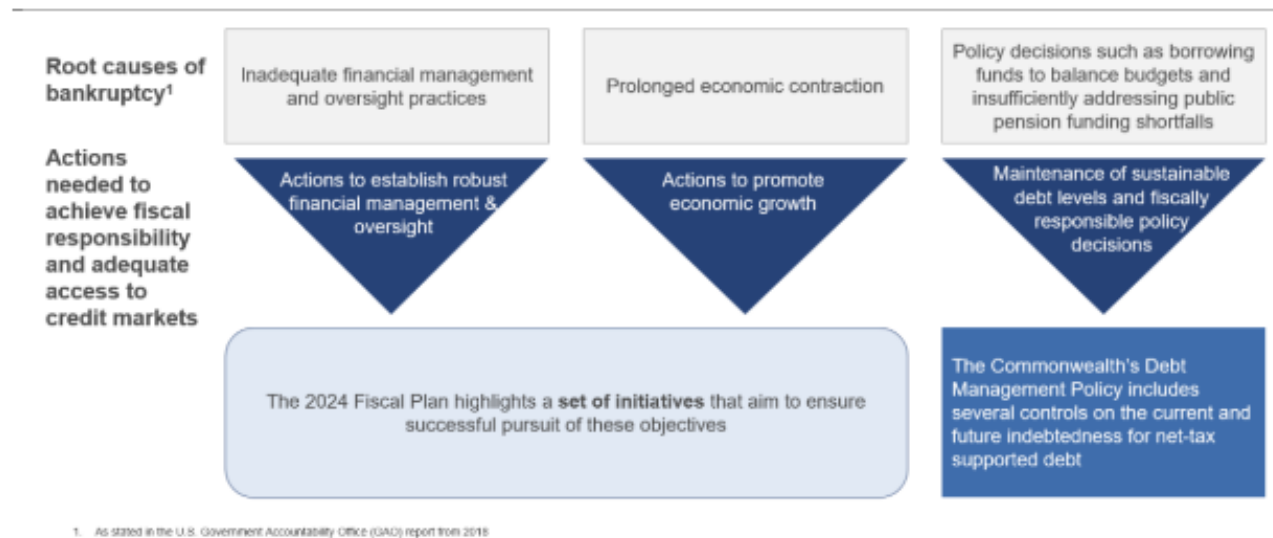 Root causes of
bankruptcy¹
Inadequate financial management
and oversight practices
Prolonged economic contraction
Policy decisions such as borrowing
funds to balance budgets and
insufficiently addressing public
pension funding shortfalls
Actions
needed to
achieve fiscal
responsibility
and adequate
access to
credit markets
Actions to establish robust
financial management &
oversight
Actions to promote
economic growth
Maintenance of sustainable
debt levels and fiscally
responsible policy
decisions
The 2024 Fiscal Plan highlights a set of initiatives that aim to ensure
successful pursuit of these objectives
The Commonwealth's Debt
Management Policy includes
several controls on the current and
future indebtedness for net-tax
supported debt
1. As stated in the U.S. Government Accountability Office (GAO) report from 2018